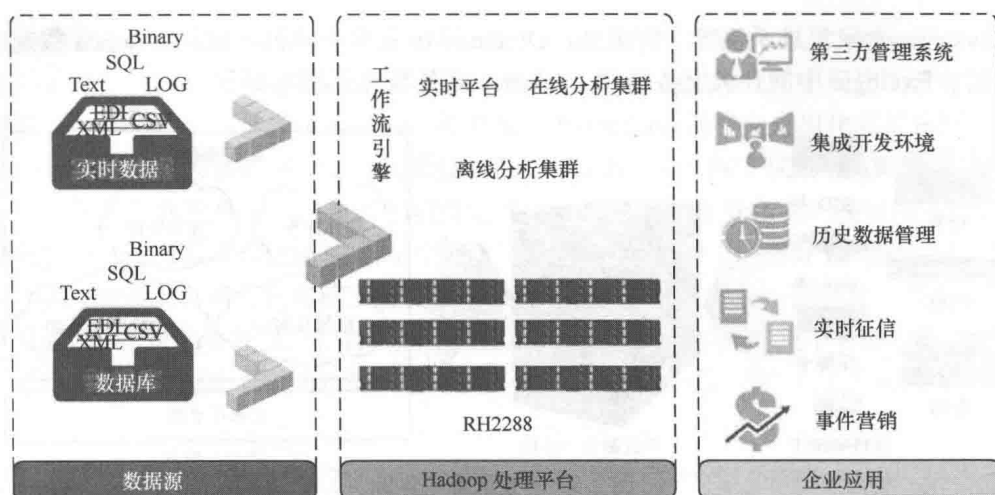 Binary
SQL
Text LOG
EDI
XML CSV
实时数据
Binary
SQL
Text LOG
EDI
XML CSV
数据库
数据源
工作流引擎
实时平台 在线分析集群
离线分析集群
RH2288
Hadoop 处理平台
第三方管理系统
集成开发环境
历史数据管理
实时征信
事件营销
企业应用